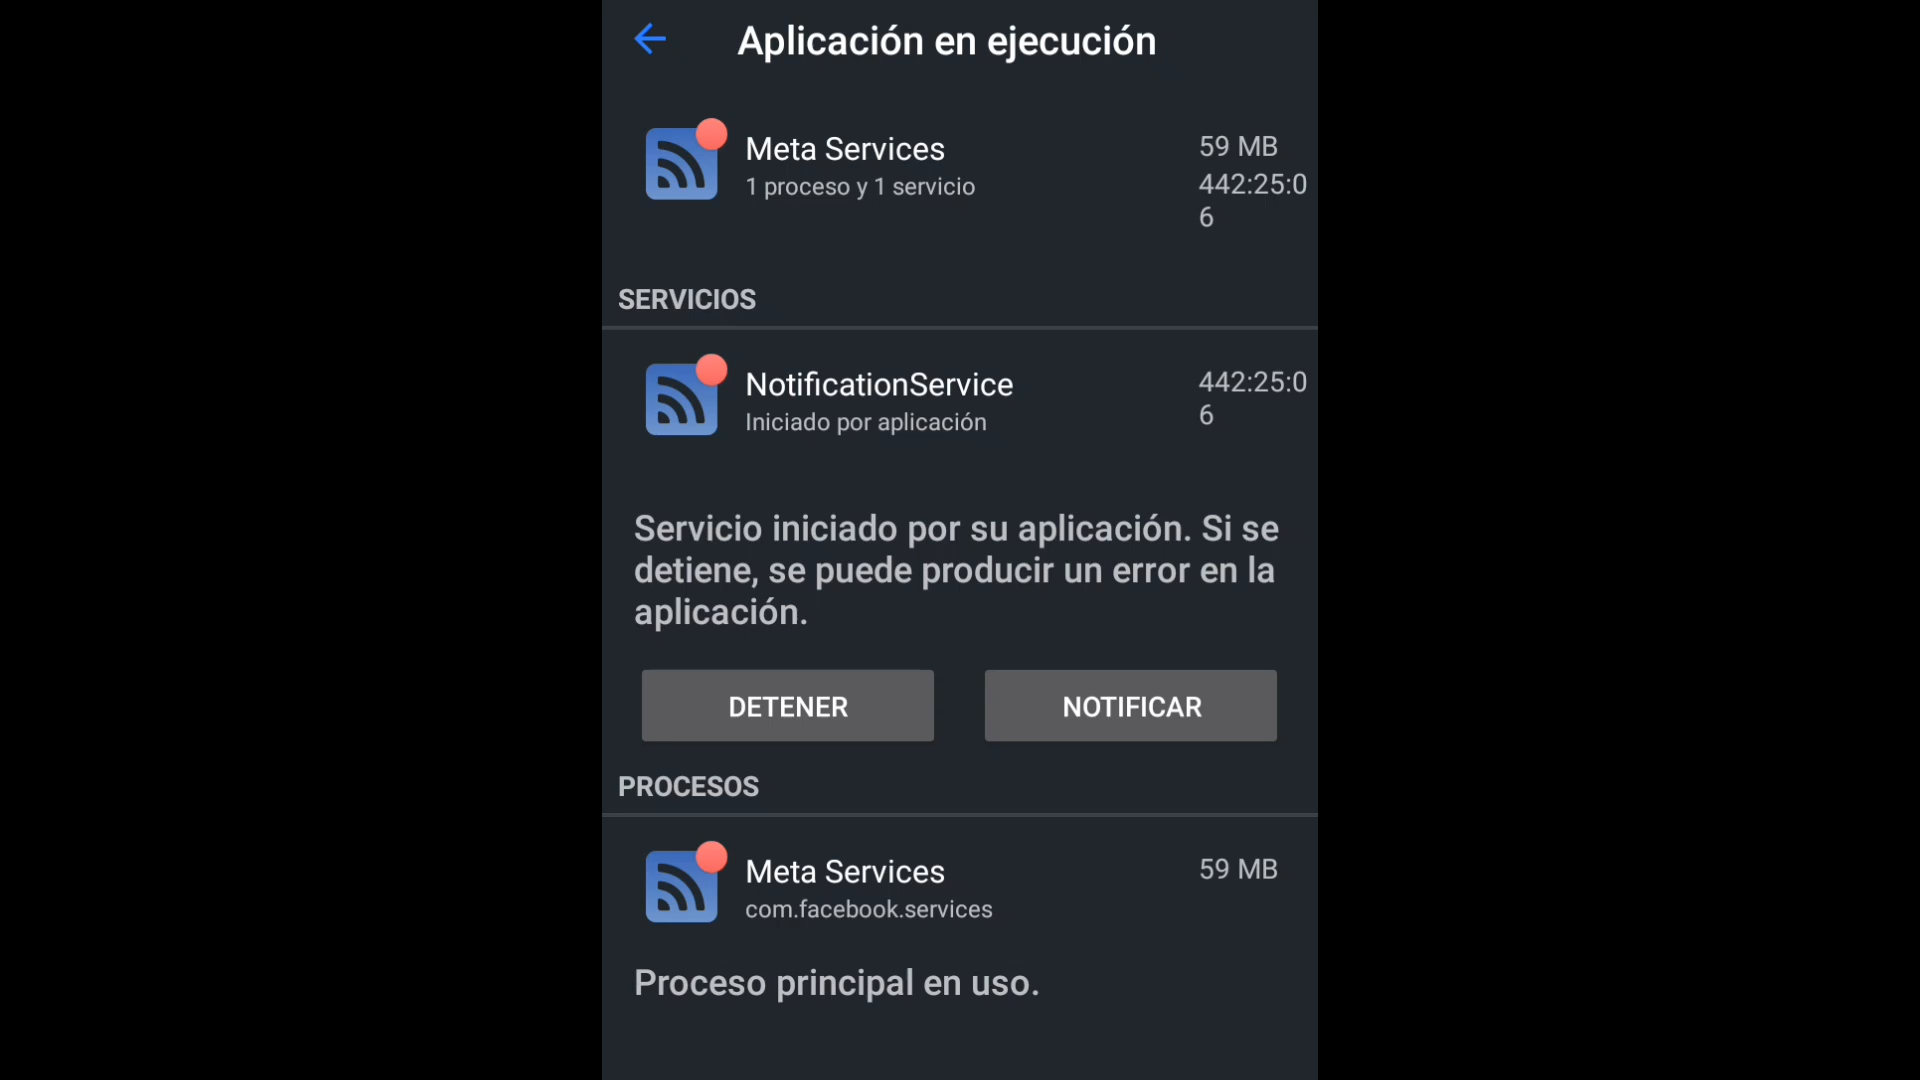 Aplicación en ejecución
Meta Services
59 MB
1 proceso y 1 servicio
442:25:0
6
SERVICIOS
NotificationService
442:25:0
6
Iniciado por aplicación
Servicio iniciado por su aplicación. Si se
detiene, se puede producir un error en la
aplicación.
DETENER
NOTIFICAR
PROCESOS
Meta Services
59 MB
com.facebook.services
Proceso principal en uso.